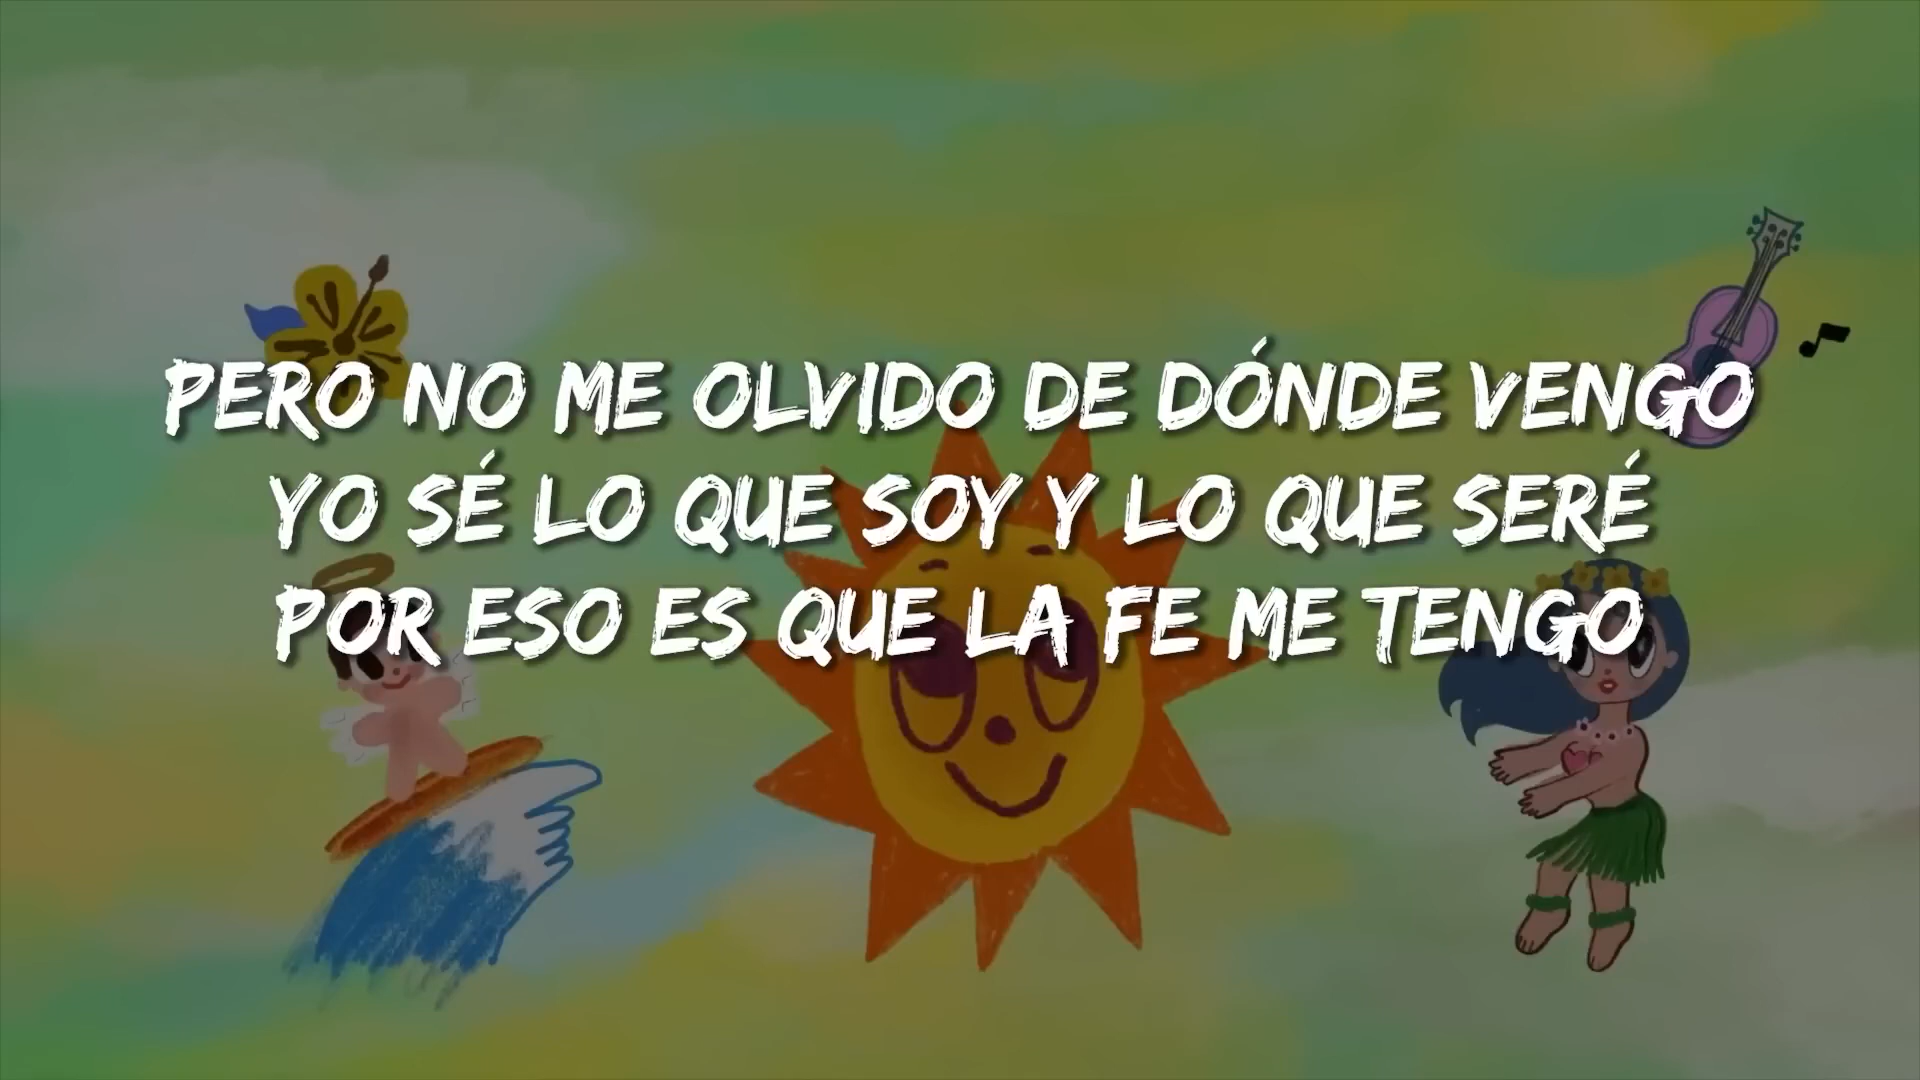 PERO NO ME OLVIDO DE DÓNDE VENGO
YO SÉ LO QUE SOY Y LO QUE SERÉ
POR ESO ES QUE LA FE ME TENGO